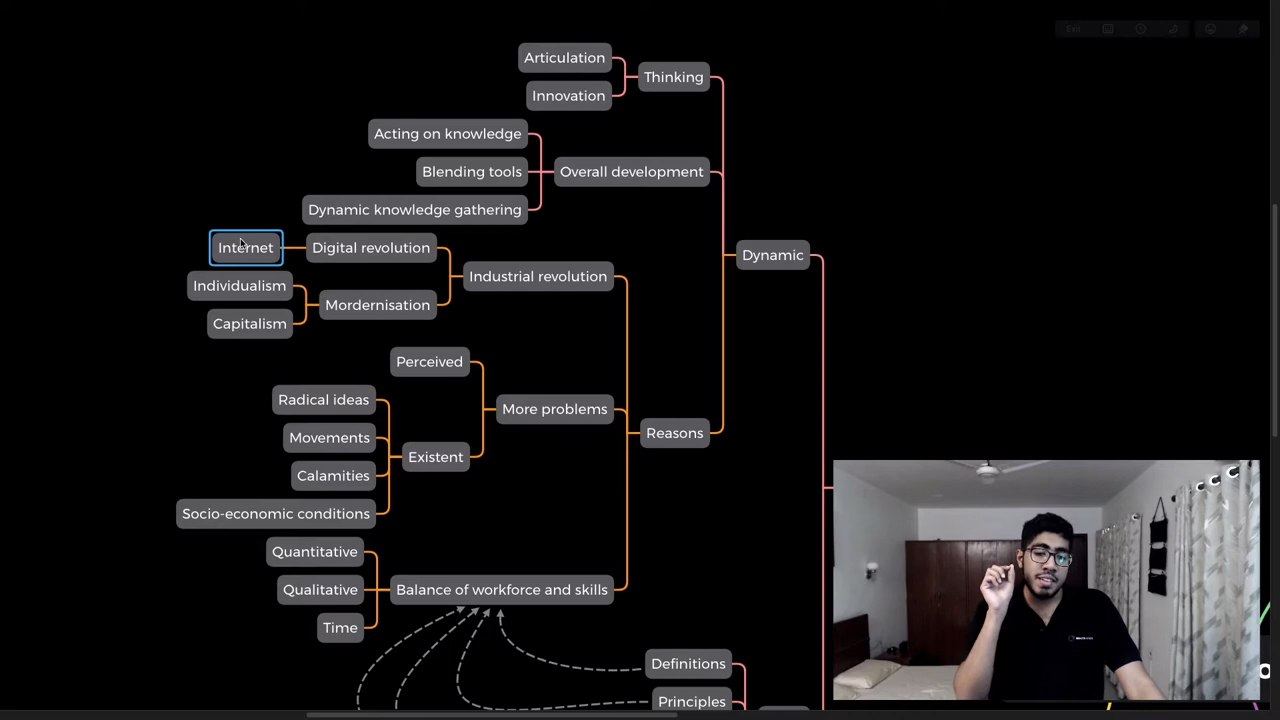 Exit
Articulation
Thinking
Innovation
Acting on knowledge
Blending tools
Overall development
Dynamic knowledge gathering
Internet
Digital revolution
Dynamic
Individualism
Industrial revolution
Mordernisation
Capitalism
Perceived
Radical ideas
More problems
Movements
Reasons
Existent
Calamities
Socio-economic conditions
Quantitative
Qualitative
Balance of workforce and skills
Time
Definitions
Principles